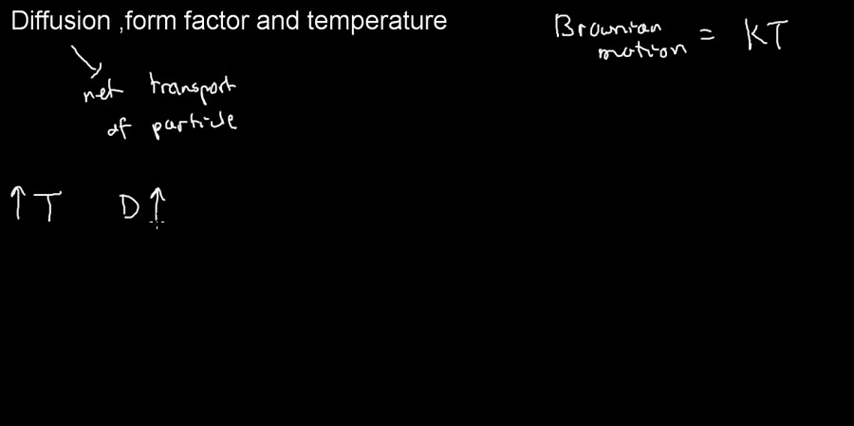 Diffusion ,form factor and temperature
Brownian
motion = KT
net transport
of particle
↑ T D ↑